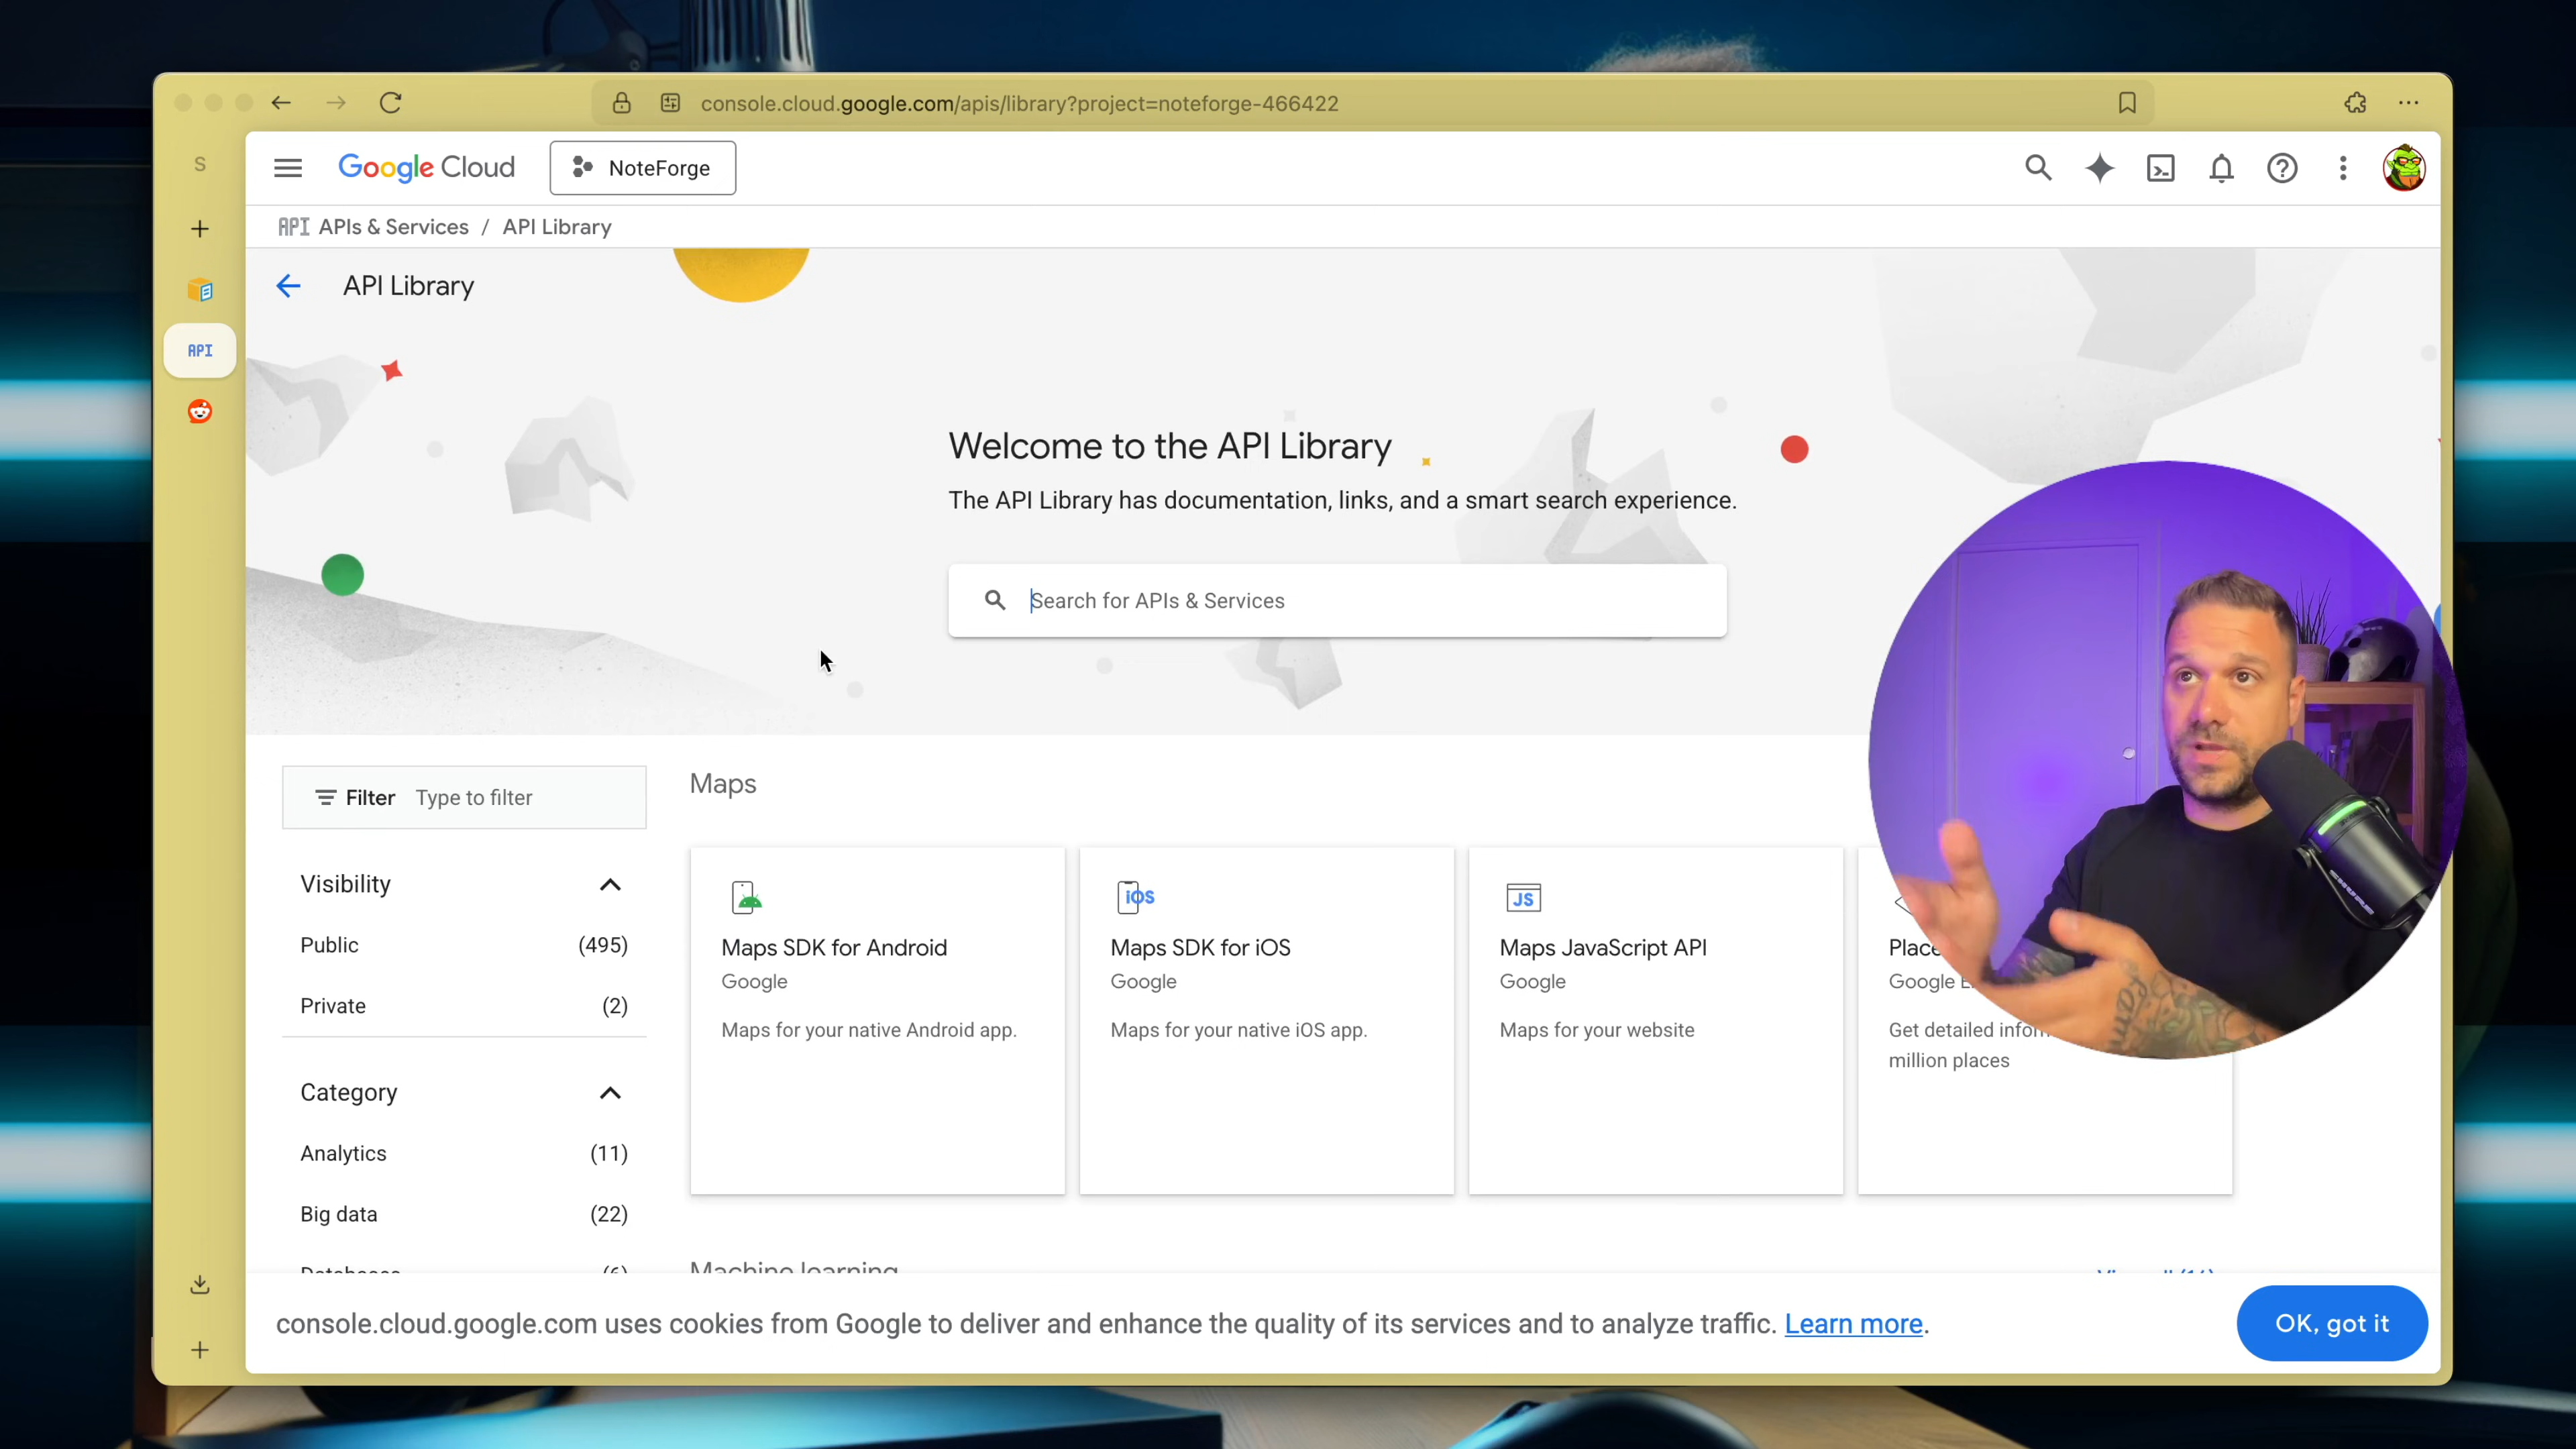 console.cloud.google.com/apis/library?project=noteforge-466422
S
Google Cloud
NoteForge
API APIs & Services / API Library
API Library
API
Welcome to the API Library
The API Library has documentation, links, and a smart search experience.
Search for APIs & Services
Filter Type to filter
Visibility
Public (495)
Private (2)
Category
Analytics (11)
Big data (22)
Databases (6)
Maps
Maps SDK for Android
Google
Maps for your native Android app.
iOS
Maps SDK for iOS
Google
Maps for your native iOS app.
JS
Maps JavaScript API
Google
Maps for your website
Place
Google E
Get detailed infor
million places
Machine learning
SHURE
console.cloud.google.com uses cookies from Google to deliver and enhance the quality of its services and to analyze traffic. Learn more.
OK, got it